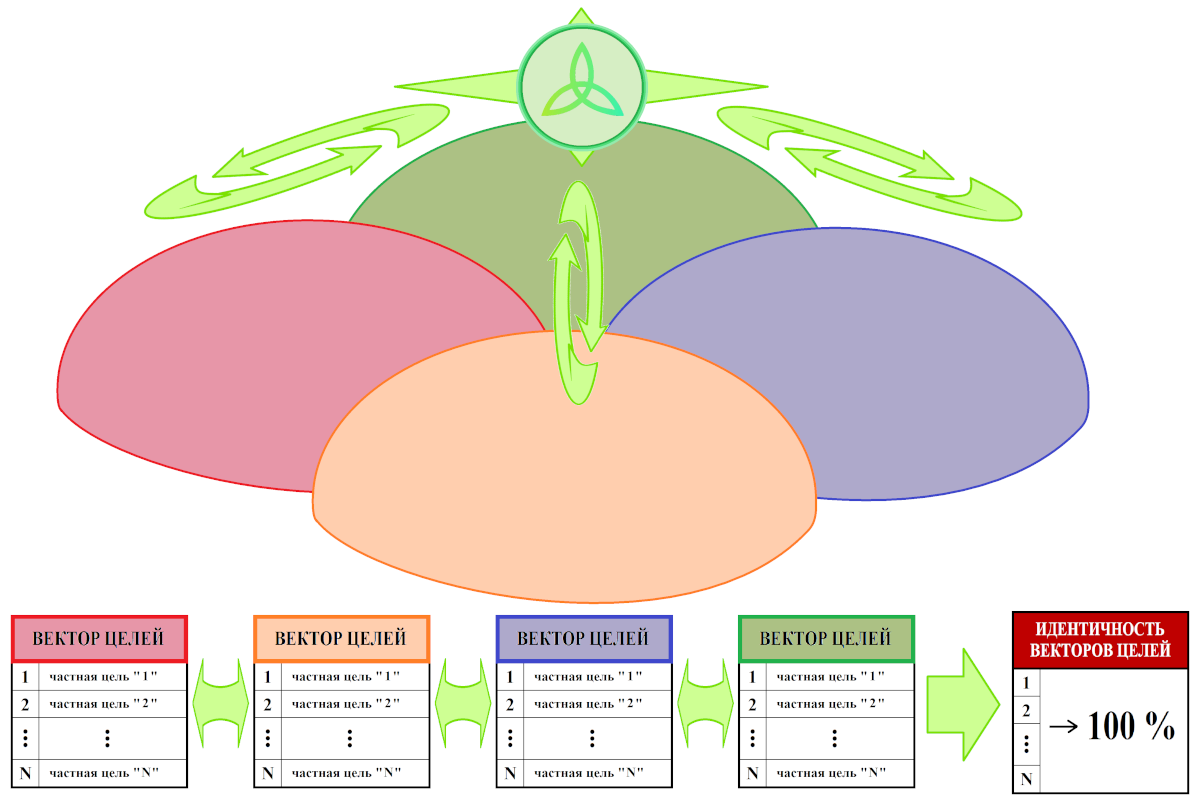 ВЕКТОР ЦЕЛЕЙ
1 частная цель "1"
2 частная цель "2"
⋮ ⋮
N частная цель "N"
ВЕКТОР ЦЕЛЕЙ
1 частная цель "1"
2 частная цель "2"
⋮ ⋮
N частная цель "N"
ВЕКТОР ЦЕЛЕЙ
1 частная цель "1"
2 частная цель "2"
⋮ ⋮
N частная цель "N"
ВЕКТОР ЦЕЛЕЙ
1 частная цель "1"
2 частная цель "2"
⋮ ⋮
N частная цель "N"
ИДЕНТИЧНОСТЬ
ВЕКТОРОВ ЦЕЛЕЙ
1
2
⋮
N
→ 100 %